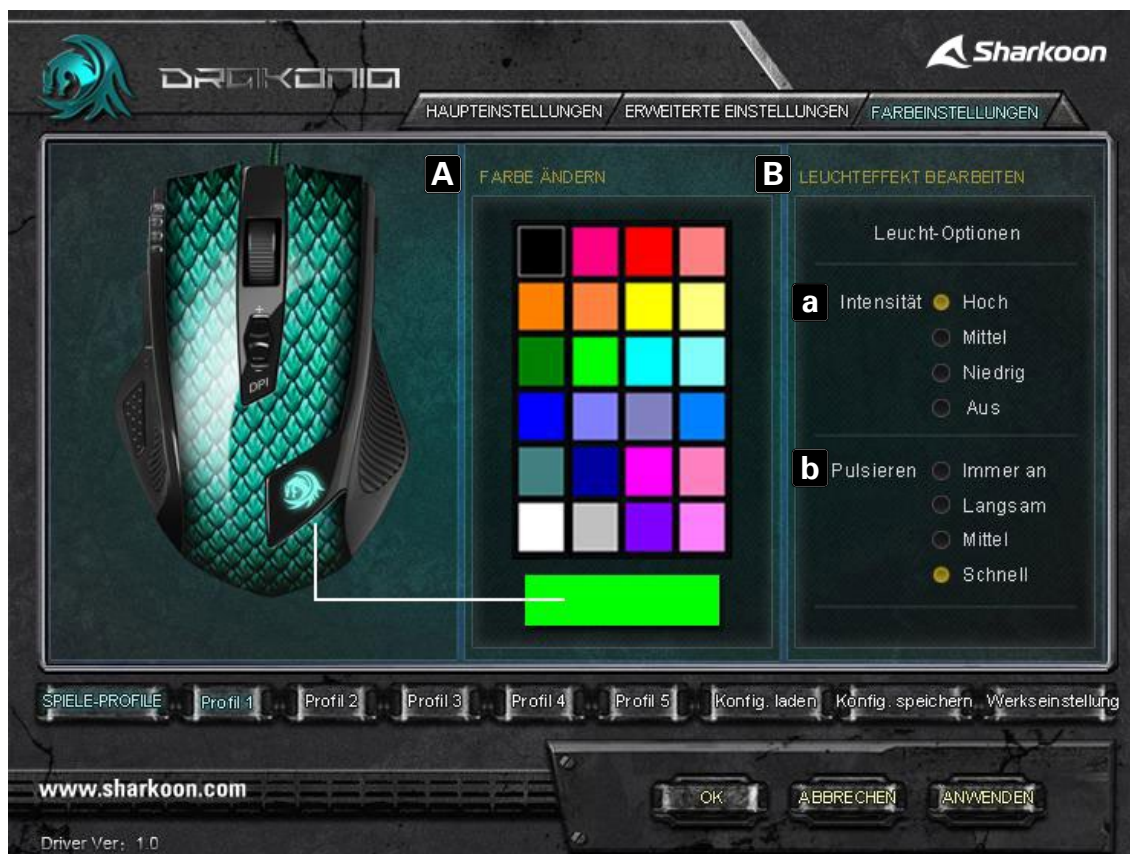 Sharkoon
DRAKONIA
HAUPTEINSTELLUNGEN
ERWEITERTE EINSTELLUNGEN
FARBEINSTELLUNGEN
A
FARBE ÄNDERN
B
LEUCHTEFFEKT BEARBEITEN
Leucht-Optionen
a Intensität Hoch
Mittel
Niedrig
Aus
b Pulsieren Immer an
Langsam
Mittel
Schnell
+
-
DPI
SPIELE-PROFILE Profil 1 Profil 2 Profil 3 Profil 4 Profil 5 Konfig. laden Konfig. speichern Werkseinstellung
www.sharkoon.com
OK ABBRECHEN ANWENDEN
Driver Ver: 1.0